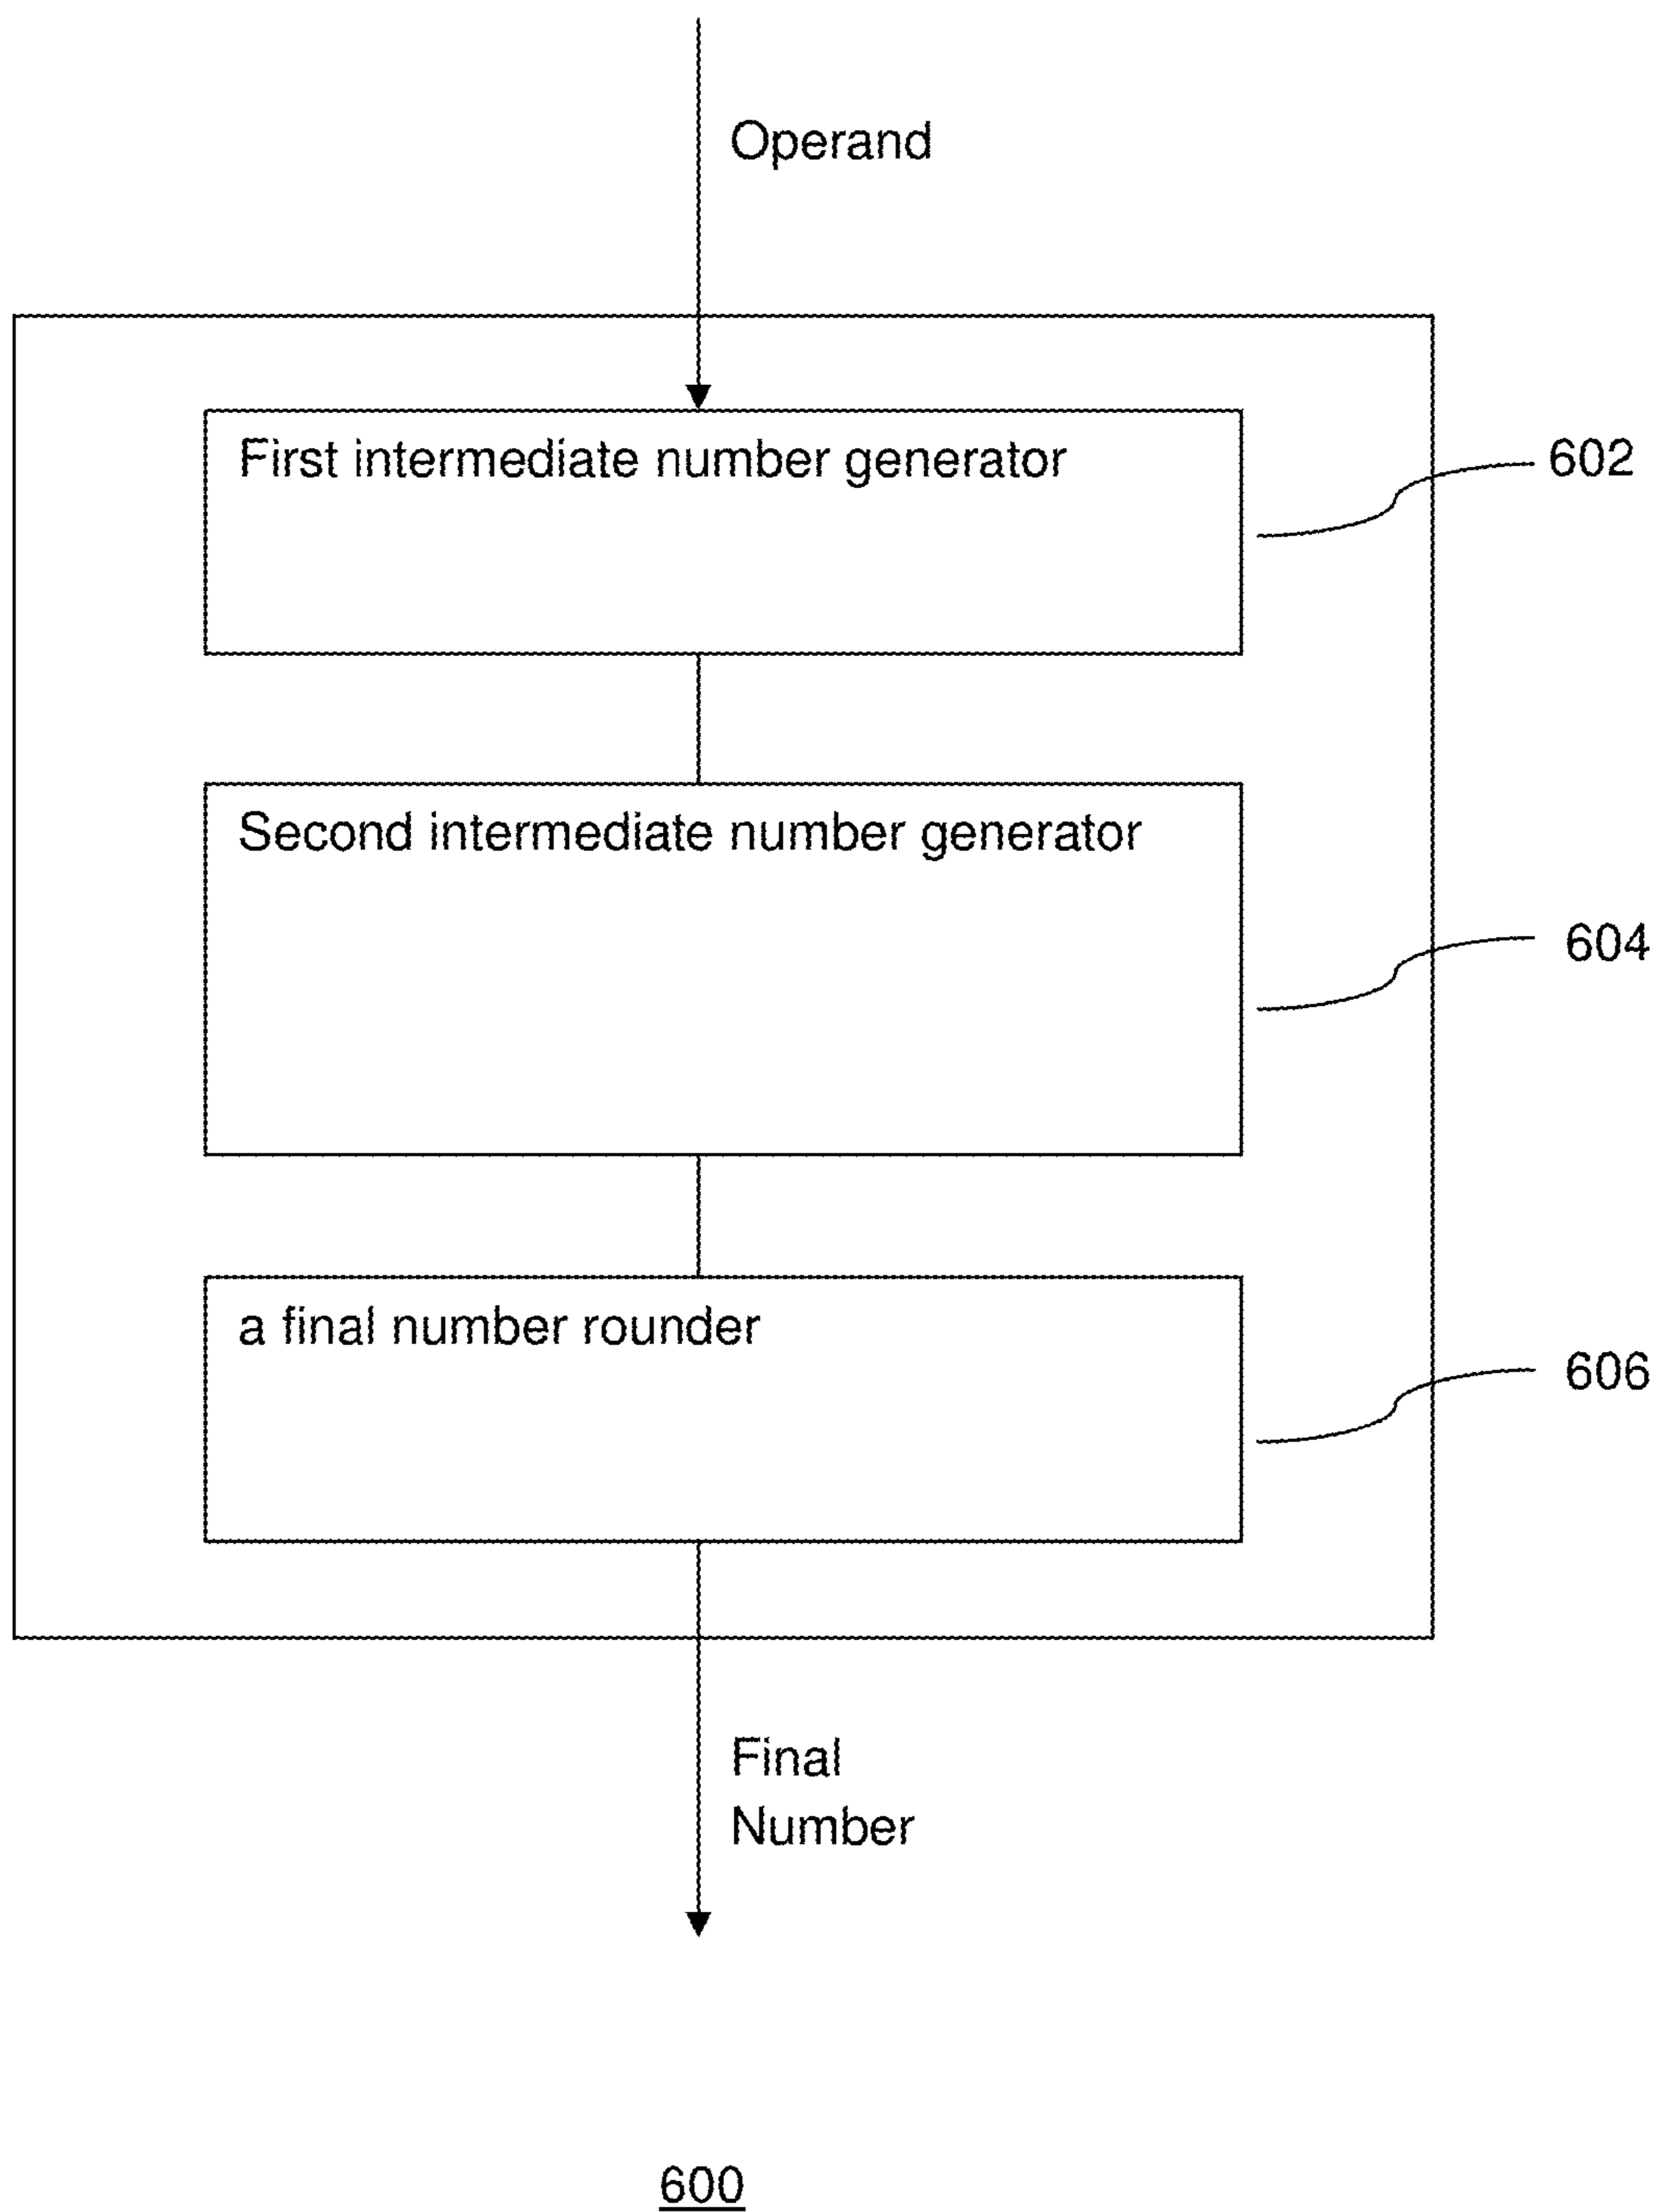 Operand
First intermediate number generator
602
Second intermediate number generator
604
a final number rounder
606
Final
Number
600